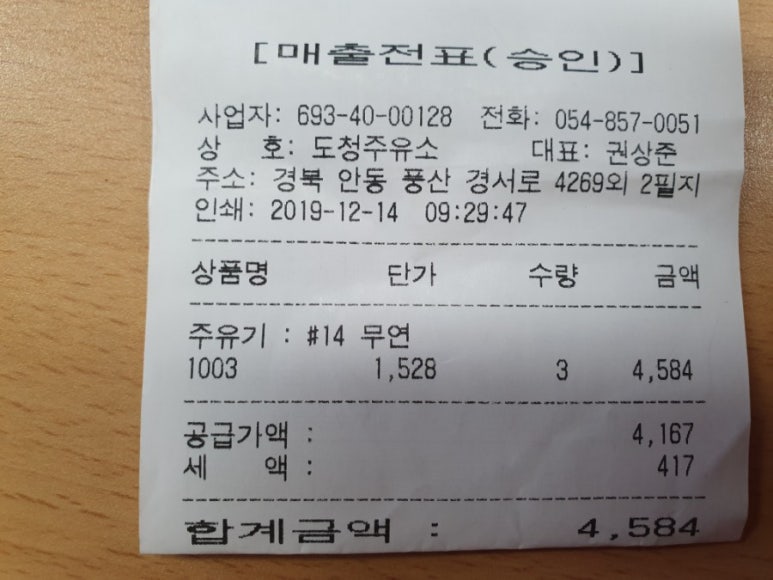 [매출전표(승인)]
사업자: 693-40-00128 전화: 054-857-0051
상 호: 도청주유소 대표: 권상준
주소: 경북 안동 풍산 경서로 4269외 2필지
인쇄: 2019-12-14 09:29:47
상품명 단가 수량 금액
주유기 : #14 무연
1003 1,528 3 4,584
공급가액 : 4,167
세 액 : 417
합계금액 : 4,584